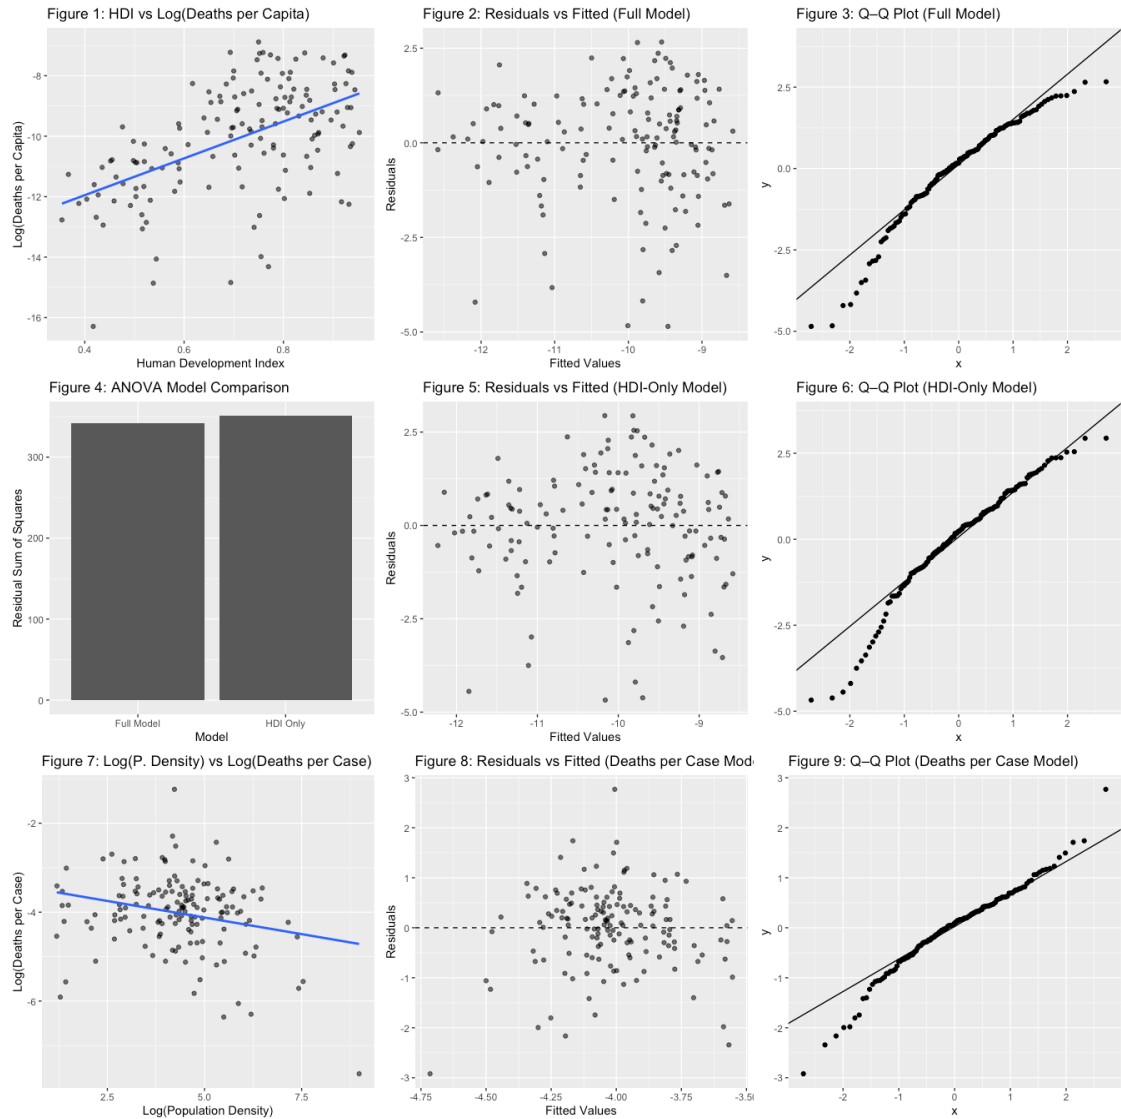 Figure 1: HDI vs Log(Deaths per Capita)
Log(Deaths per Capita)
-8
-10
-12
-14
-16
0.4
0.6
0.8
Human Development Index
Figure 2: Residuals vs Fitted (Full Model)
Residuals
2.5
0.0
-2.5
-5.0
-12
-11
-10
-9
Fitted Values
Figure 3: Q–Q Plot (Full Model)
y
2.5
0.0
-2.5
-5.0
-2
-1
0
1
2
x
Figure 4: ANOVA Model Comparison
Residual Sum of Squares
300
200
100
0
Full Model
HDI Only
Model
Figure 5: Residuals vs Fitted (HDI-Only Model)
Residuals
2.5
0.0
-2.5
-5.0
-12
-11
-10
-9
Fitted Values
Figure 6: Q–Q Plot (HDI-Only Model)
y
2.5
0.0
-2.5
-5.0
-2
-1
0
1
2
x
Figure 7: Log(P. Density) vs Log(Deaths per Case)
Log(Deaths per Case)
-2
-4
-6
2.5
5.0
7.5
Log(Population Density)
Figure 8: Residuals vs Fitted (Deaths per Case Mod
Residuals
3
2
1
0
-1
-2
-3
-4.75
-4.50
-4.25
-4.00
-3.75
-3.50
Fitted Values
Figure 9: Q–Q Plot (Deaths per Case Model)
y
3
2
1
0
-1
-2
-3
-2
-1
0
1
2
x